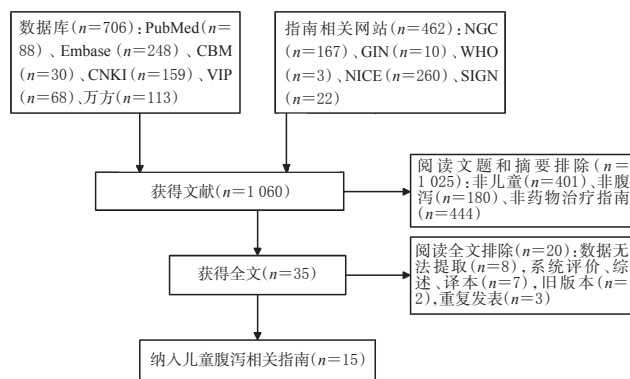 数据库(n=706)：PubMed(n=
88)、Embase(n=248)、CBM
(n=30)、CNKI(n=159)、VIP(n=
68)、万方(n=113)
指南相关网站(n=462)：NGC
(n=167)、GIN(n=10)、WHO
(n=3)、NICE(n=260)、SIGN
(n=22)
获得文献(n=1 060)
阅读文题和摘要排除(n=
1 025)：非儿童(n=401)、非腹
泻(n=180)、非药物治疗指南
(n=444)
获得全文(n=35)
阅读全文排除(n=20)：数据无
法提取(n=8)，系统评价、综
述、译本(n=7)，旧版本(n=
2)，重复发表(n=3)
纳入儿童腹泻相关指南(n=15)